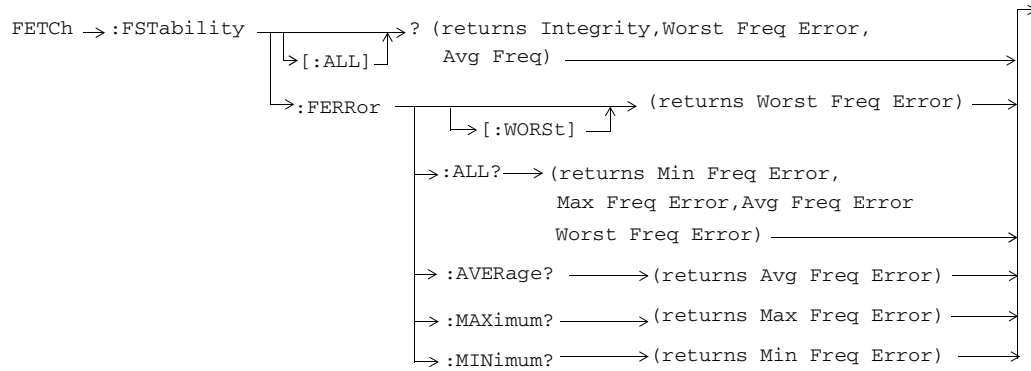 FETCh :FSTability ? (returns Integrity,Worst Freq Error,
[:ALL] Avg Freq)
:FERRor (returns Worst Freq Error)
[:WORSt]
:ALL? (returns Min Freq Error,
Max Freq Error,Avg Freq Error
Worst Freq Error)
:AVERage? (returns Avg Freq Error)
:MAXimum? (returns Max Freq Error)
:MINimum? (returns Min Freq Error)